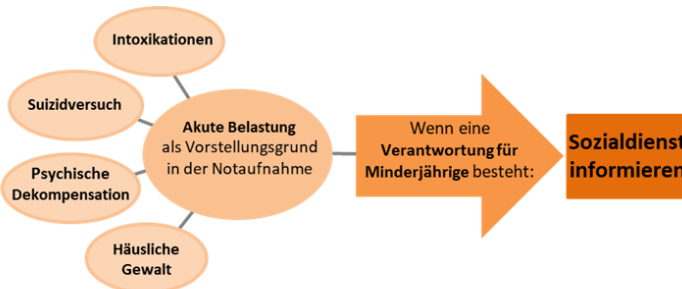 Intoxikationen
Suizidversuch
Psychische
Dekompensation
Häusliche
Gewalt
Akute Belastung
als Vorstellungsgrund
in der Notaufnahme
Wenn eine
Verantwortung für
Minderjährige besteht:
Sozialdienst
informieren